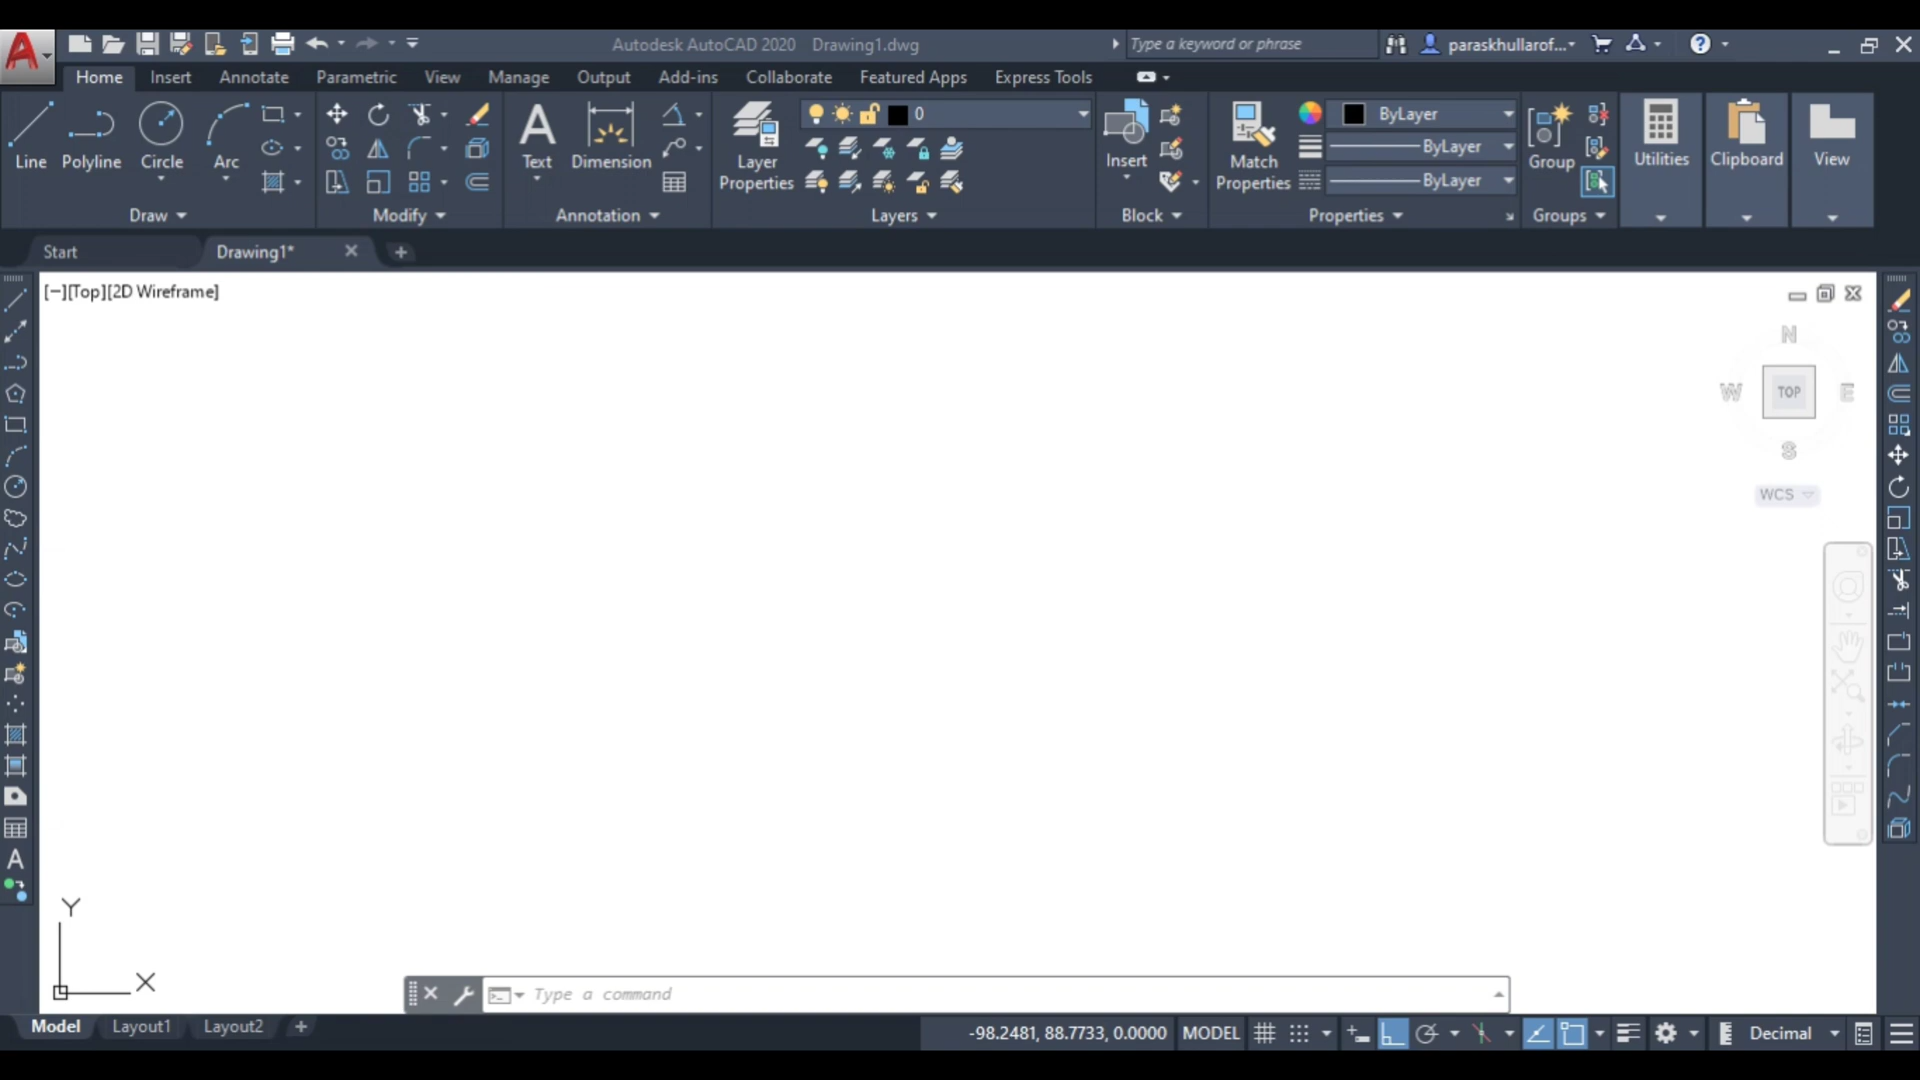 Autodesk AutoCAD 2020 Drawing1.dwg Type a keyword or phrase paraskhullarof...
Home Insert Annotate Parametric View Manage Output Add-ins Collaborate Featured Apps Express Tools
0 ByLayer
Line Polyline Circle Arc Text Dimension Layer Properties Insert Match Properties ByLayer Group Utilities Clipboard View
ByLayer
Draw Modify Annotation Layers Block Properties Groups
Start Drawing1* +
[−][Top][2D Wireframe]
N
W TOP E
S
WCS
Y
X
Type a command
Model Layout1 Layout2 +
-98.2481, 88.7733, 0.0000 MODEL Decimal